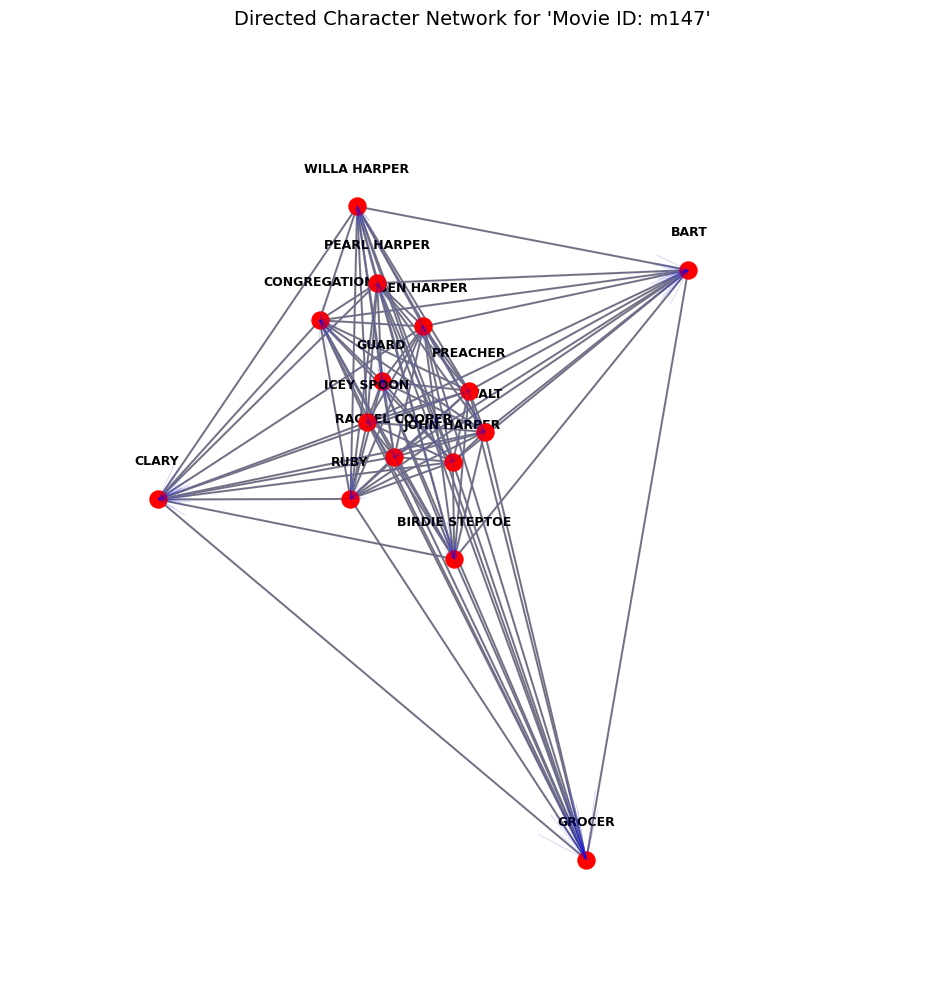 Directed Character Network for 'Movie ID: m147'
WILLA HARPER
BART
PEARL HARPER
CONGREGATION
BEN HARPER
GUARD
PREACHER
ICEY SPOON
WALT
RACHEL COOPER
JOHN HARPER
CLARY
RUBY
BIRDIE STEPTOE
GROCER